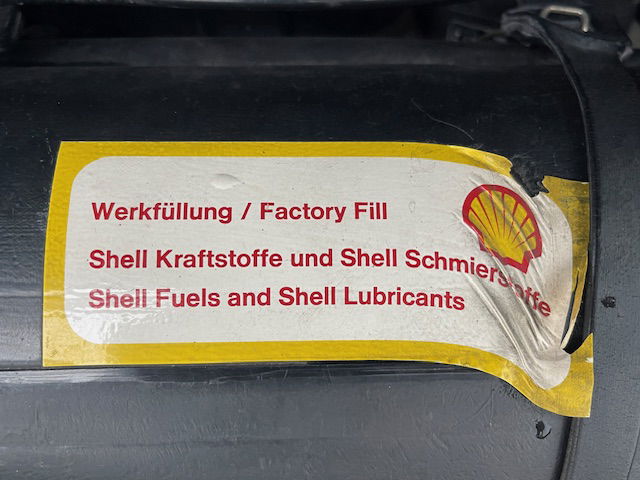 Werkfüllung / Factory Fill
Shell Kraftstoffe und Shell Schmierstoffe
Shell Fuels and Shell Lubricants